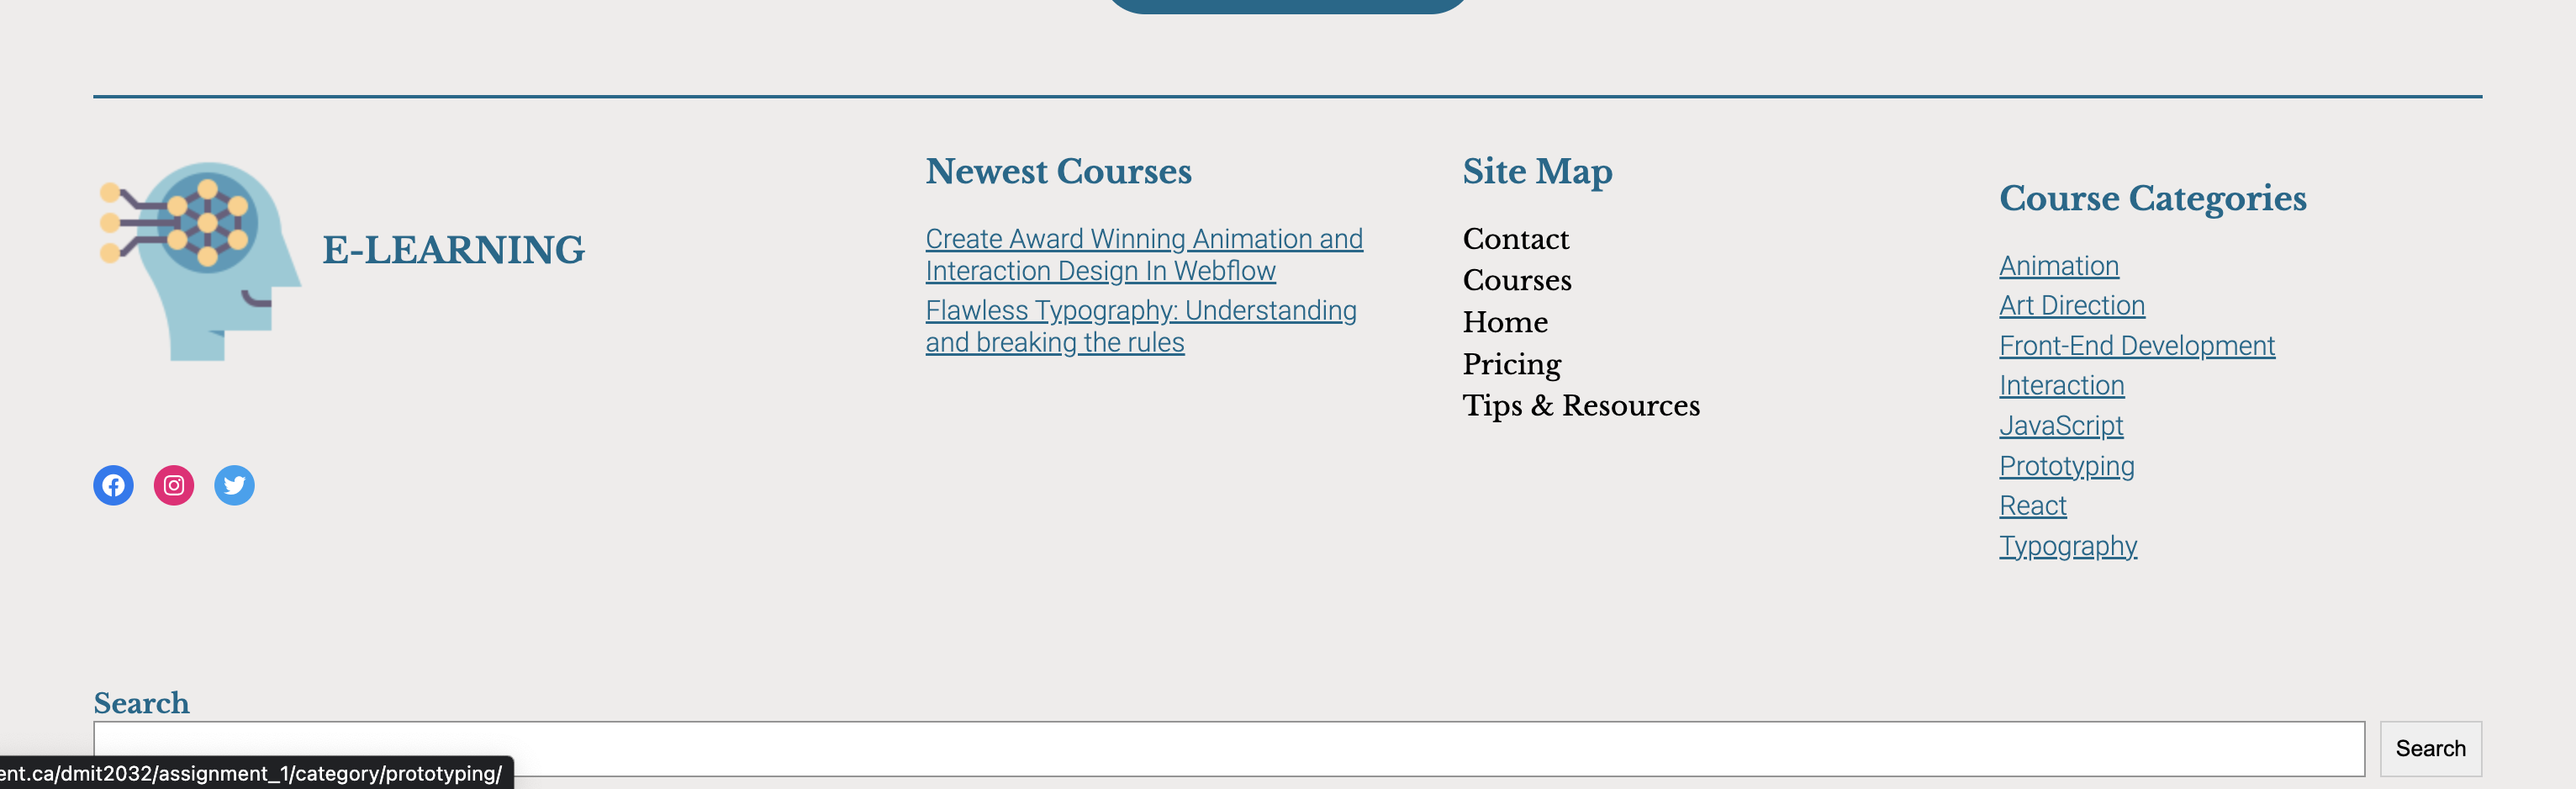 E-LEARNING
Newest Courses
Create Award Winning Animation and
Interaction Design In Webflow
Flawless Typography: Understanding
and breaking the rules
Site Map
Contact
Courses
Home
Pricing
Tips & Resources
Course Categories
Animation
Art Direction
Front-End Development
Interaction
JavaScript
Prototyping
React
Typography
Search
Search
ent.ca/dmit2032/assignment_1/category/prototyping/